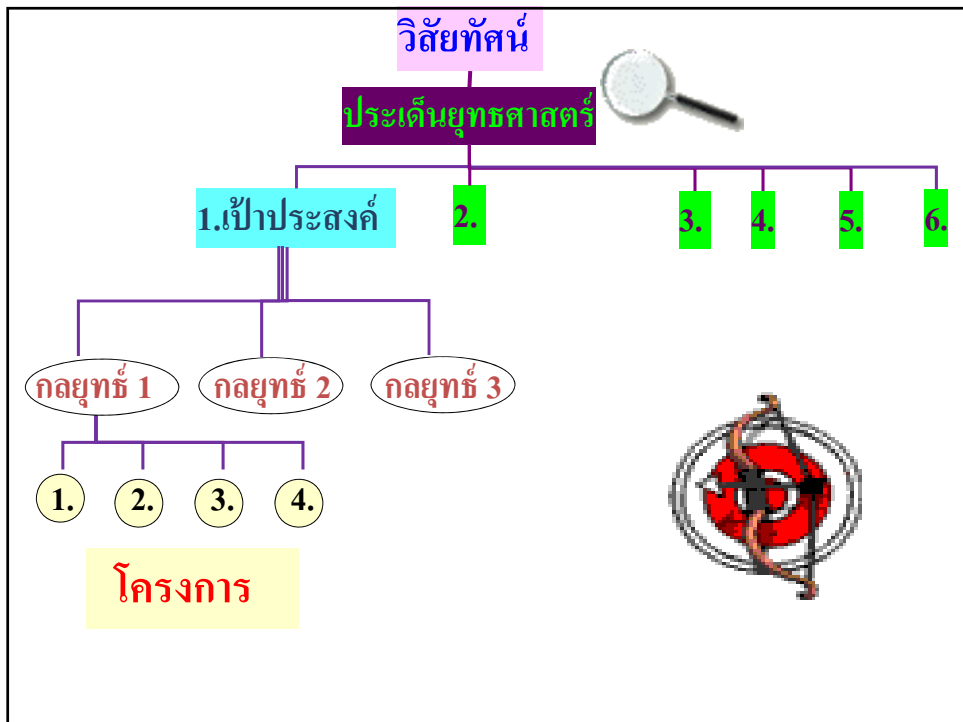 วิสัยทัศน์
ประเด็นยุทธศาสตร์
1.เป้าประสงค์ 2. 3. 4. 5. 6.
กลยุทธ์ 1 กลยุทธ์ 2 กลยุทธ์ 3
1. 2. 3. 4.
โครงการ